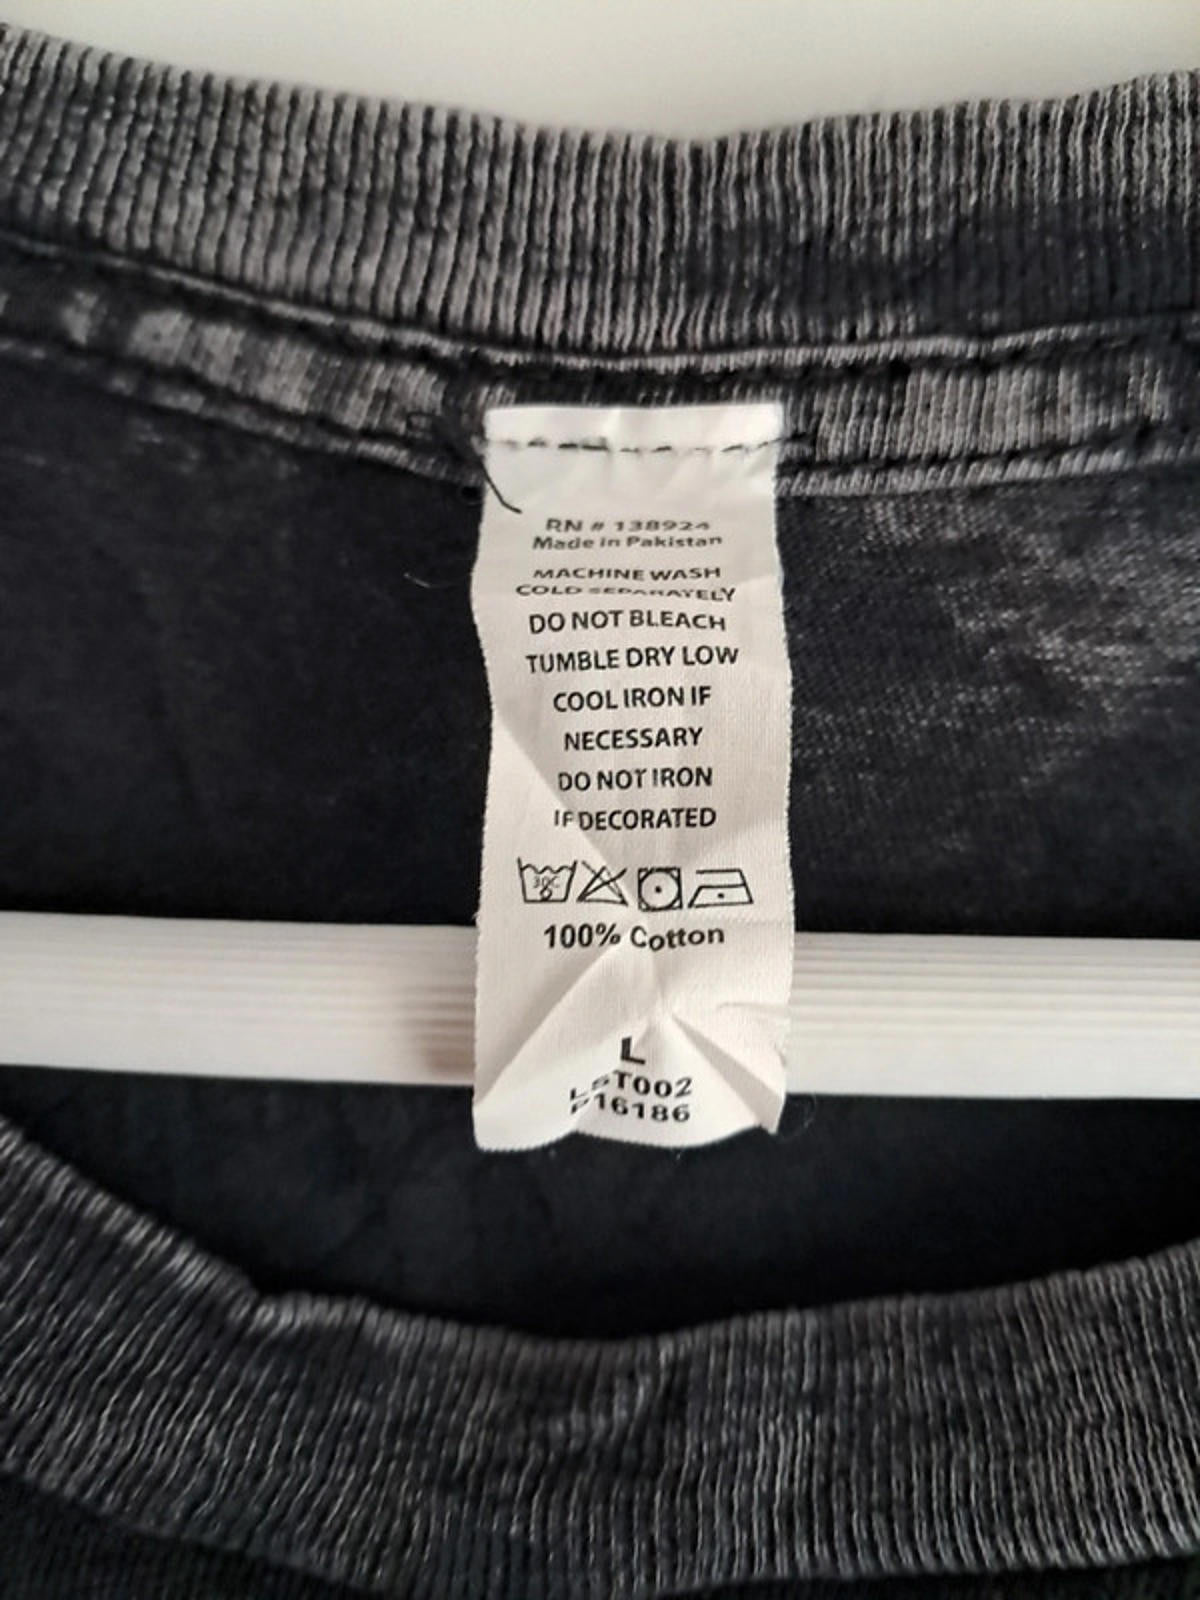 RN # 138924
Made in Pakistan
MACHINE WASH
COLD SEPARATELY
DO NOT BLEACH
TUMBLE DRY LOW
COOL IRON IF
NECESSARY
DO NOT IRON
IF DECORATED
30C
100% Cotton
L
LST002
P16186